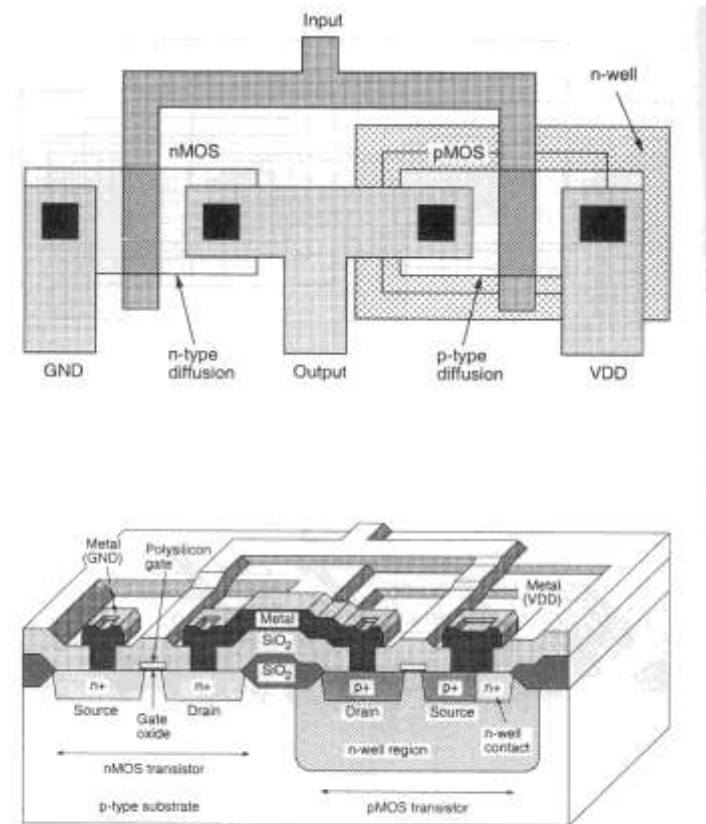 Input
n-well
nMOS
pMOS
n-type
diffusion
p-type
diffusion
GND
Output
VDD
Metal
(GND)
Polysilicon
gate
Metal
(VDD)
Metal
SiO2
SiO2
n+
n+
p+
p+
n+
Source
Gate
oxide
Drain
Drain
Source
n-well
contact
n-well region
nMOS transistor
p-type substrate
pMOS transistor